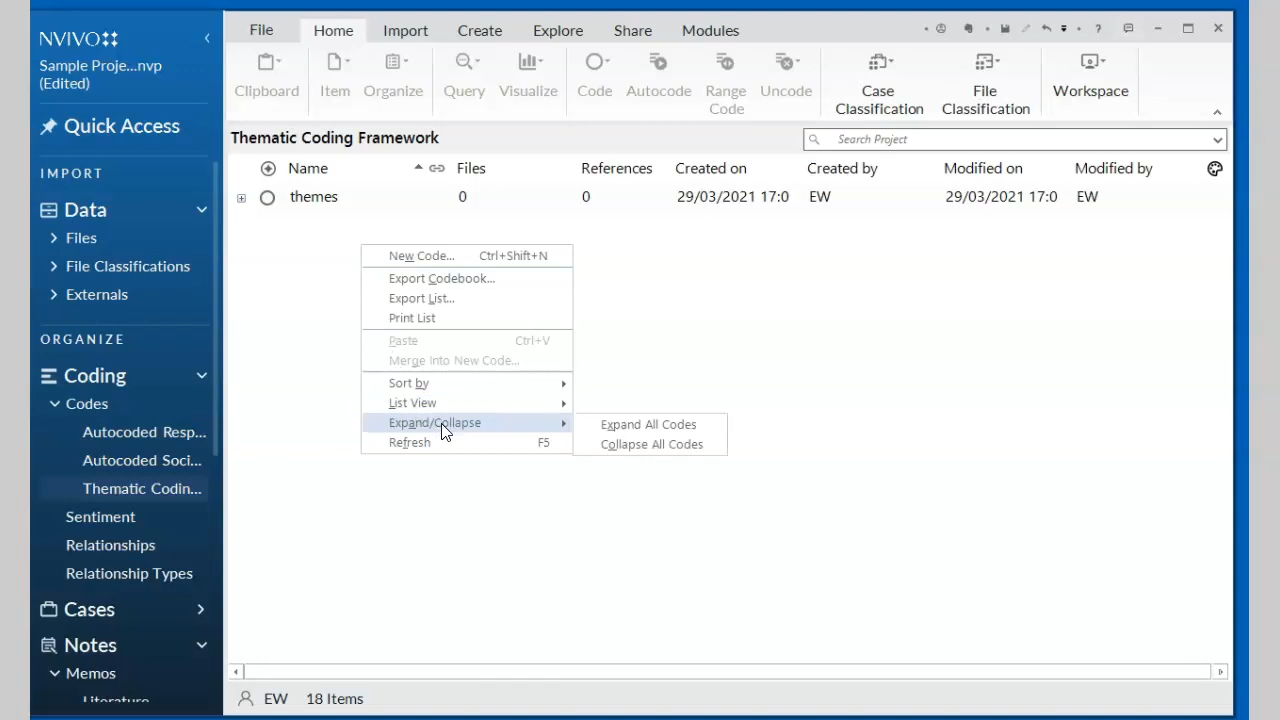 NVIVO
Sample Proje...nvp
(Edited)
Quick Access
IMPORT
Data
Files
File Classifications
Externals
ORGANIZE
Coding
Codes
Autocoded Resp...
Autocoded Soci...
Thematic Codin...
Sentiment
Relationships
Relationship Types
Cases
Notes
Memos
Literature
File Home Import Create Explore Share Modules
Clipboard Item Organize Query Visualize Code Autocode Range Code Uncode Case Classification File Classification Workspace
Thematic Coding Framework
Search Project
Name Files References Created on Created by Modified on Modified by
themes 0 0 29/03/2021 17:0 EW 29/03/2021 17:0 EW
New Code... Ctrl+Shift+N
Export Codebook...
Export List...
Print List
Paste Ctrl+V
Merge Into New Code...
Sort by
List View
Expand/Collapse
Refresh F5
Expand All Codes
Collapse All Codes
EW 18 Items